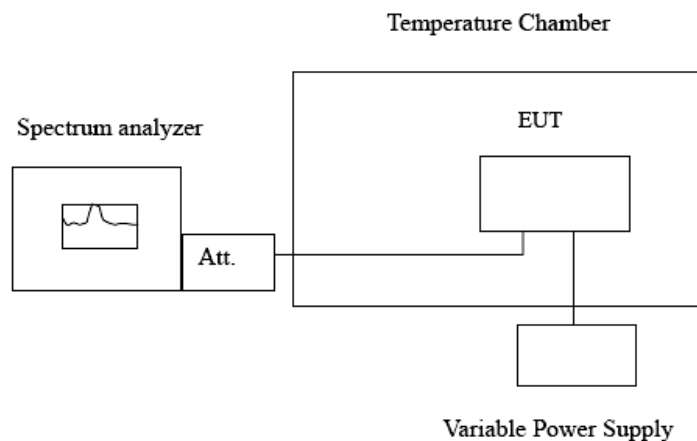 Temperature Chamber
Spectrum analyzer
EUT
Att.
Variable Power Supply